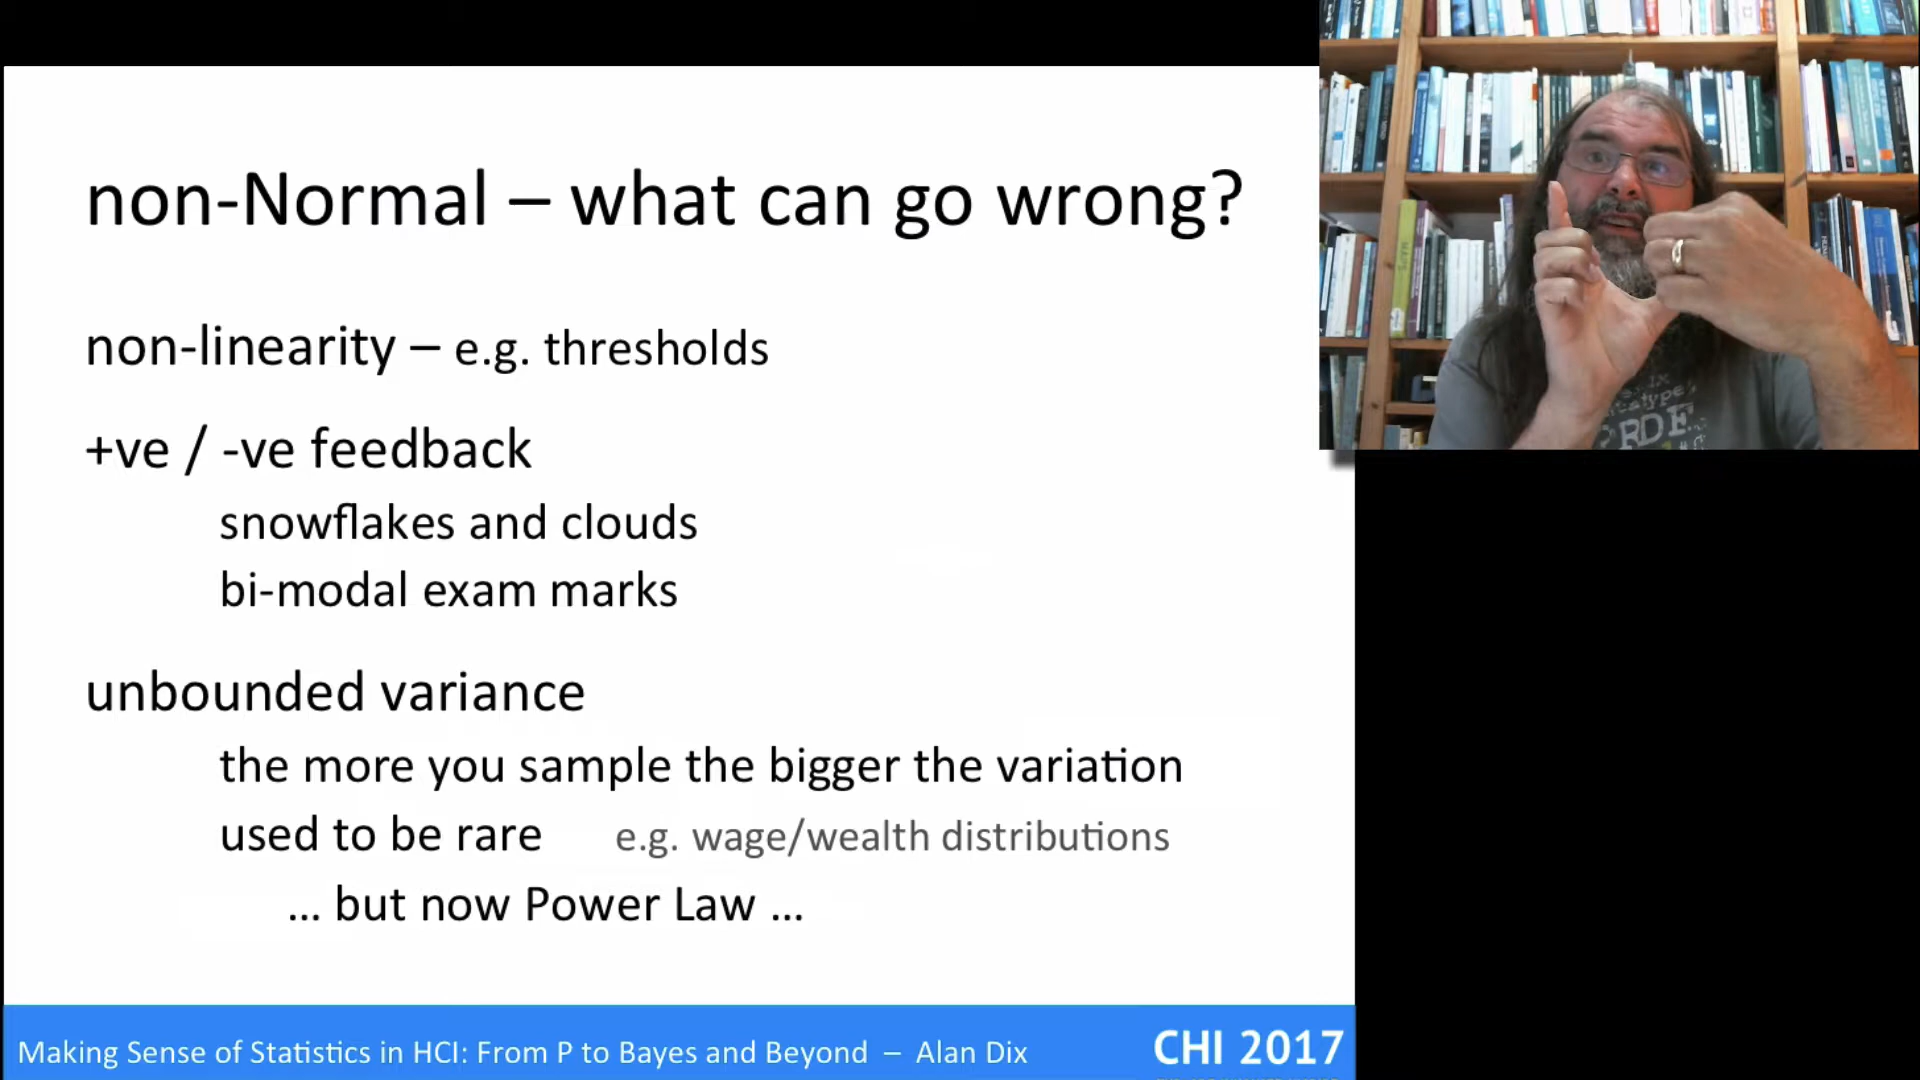 non-Normal – what can go wrong?
non-linearity – e.g. thresholds
+ve / -ve feedback
snowflakes and clouds
bi-modal exam marks
unbounded variance
the more you sample the bigger the variation
used to be rare e.g. wage/wealth distributions
... but now Power Law ...
Making Sense of Statistics in HCI: From P to Bayes and Beyond – Alan Dix
CHI 2017